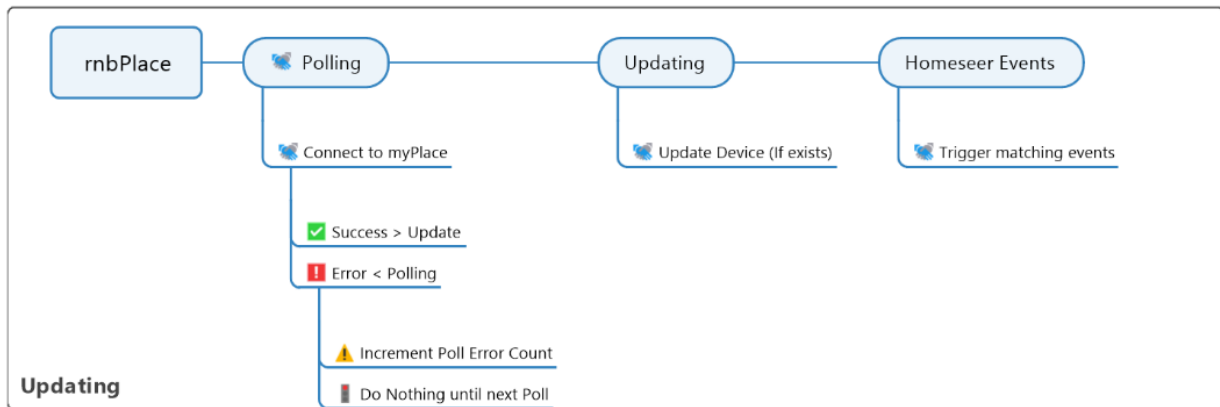 rnbPlace
Polling
Updating
Homeseer Events
Connect to myPlace
Update Device (If exists)
Trigger matching events
Success > Update
Error < Polling
Increment Poll Error Count
Do Nothing until next Poll
Updating